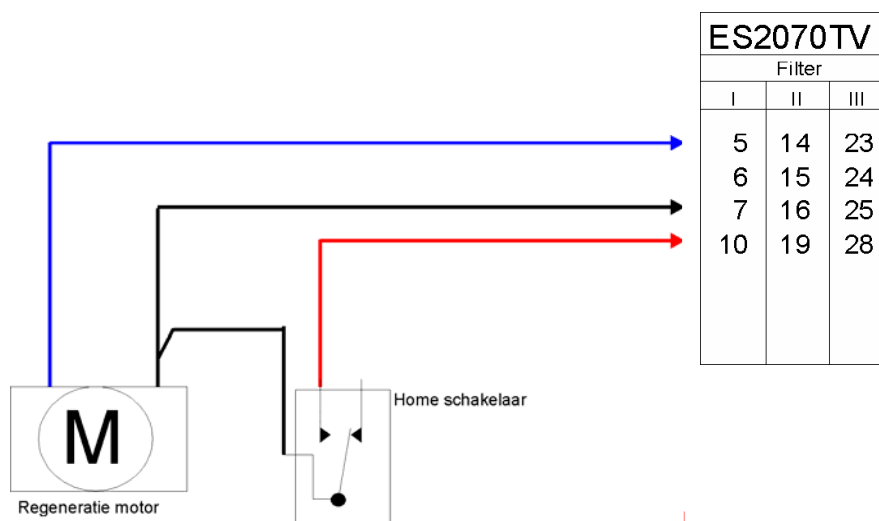 ES2070TV
Filter
I II III
5 14 23
6 15 24
7 16 25
10 19 28
Home schakelaar
M
Regeneratie motor